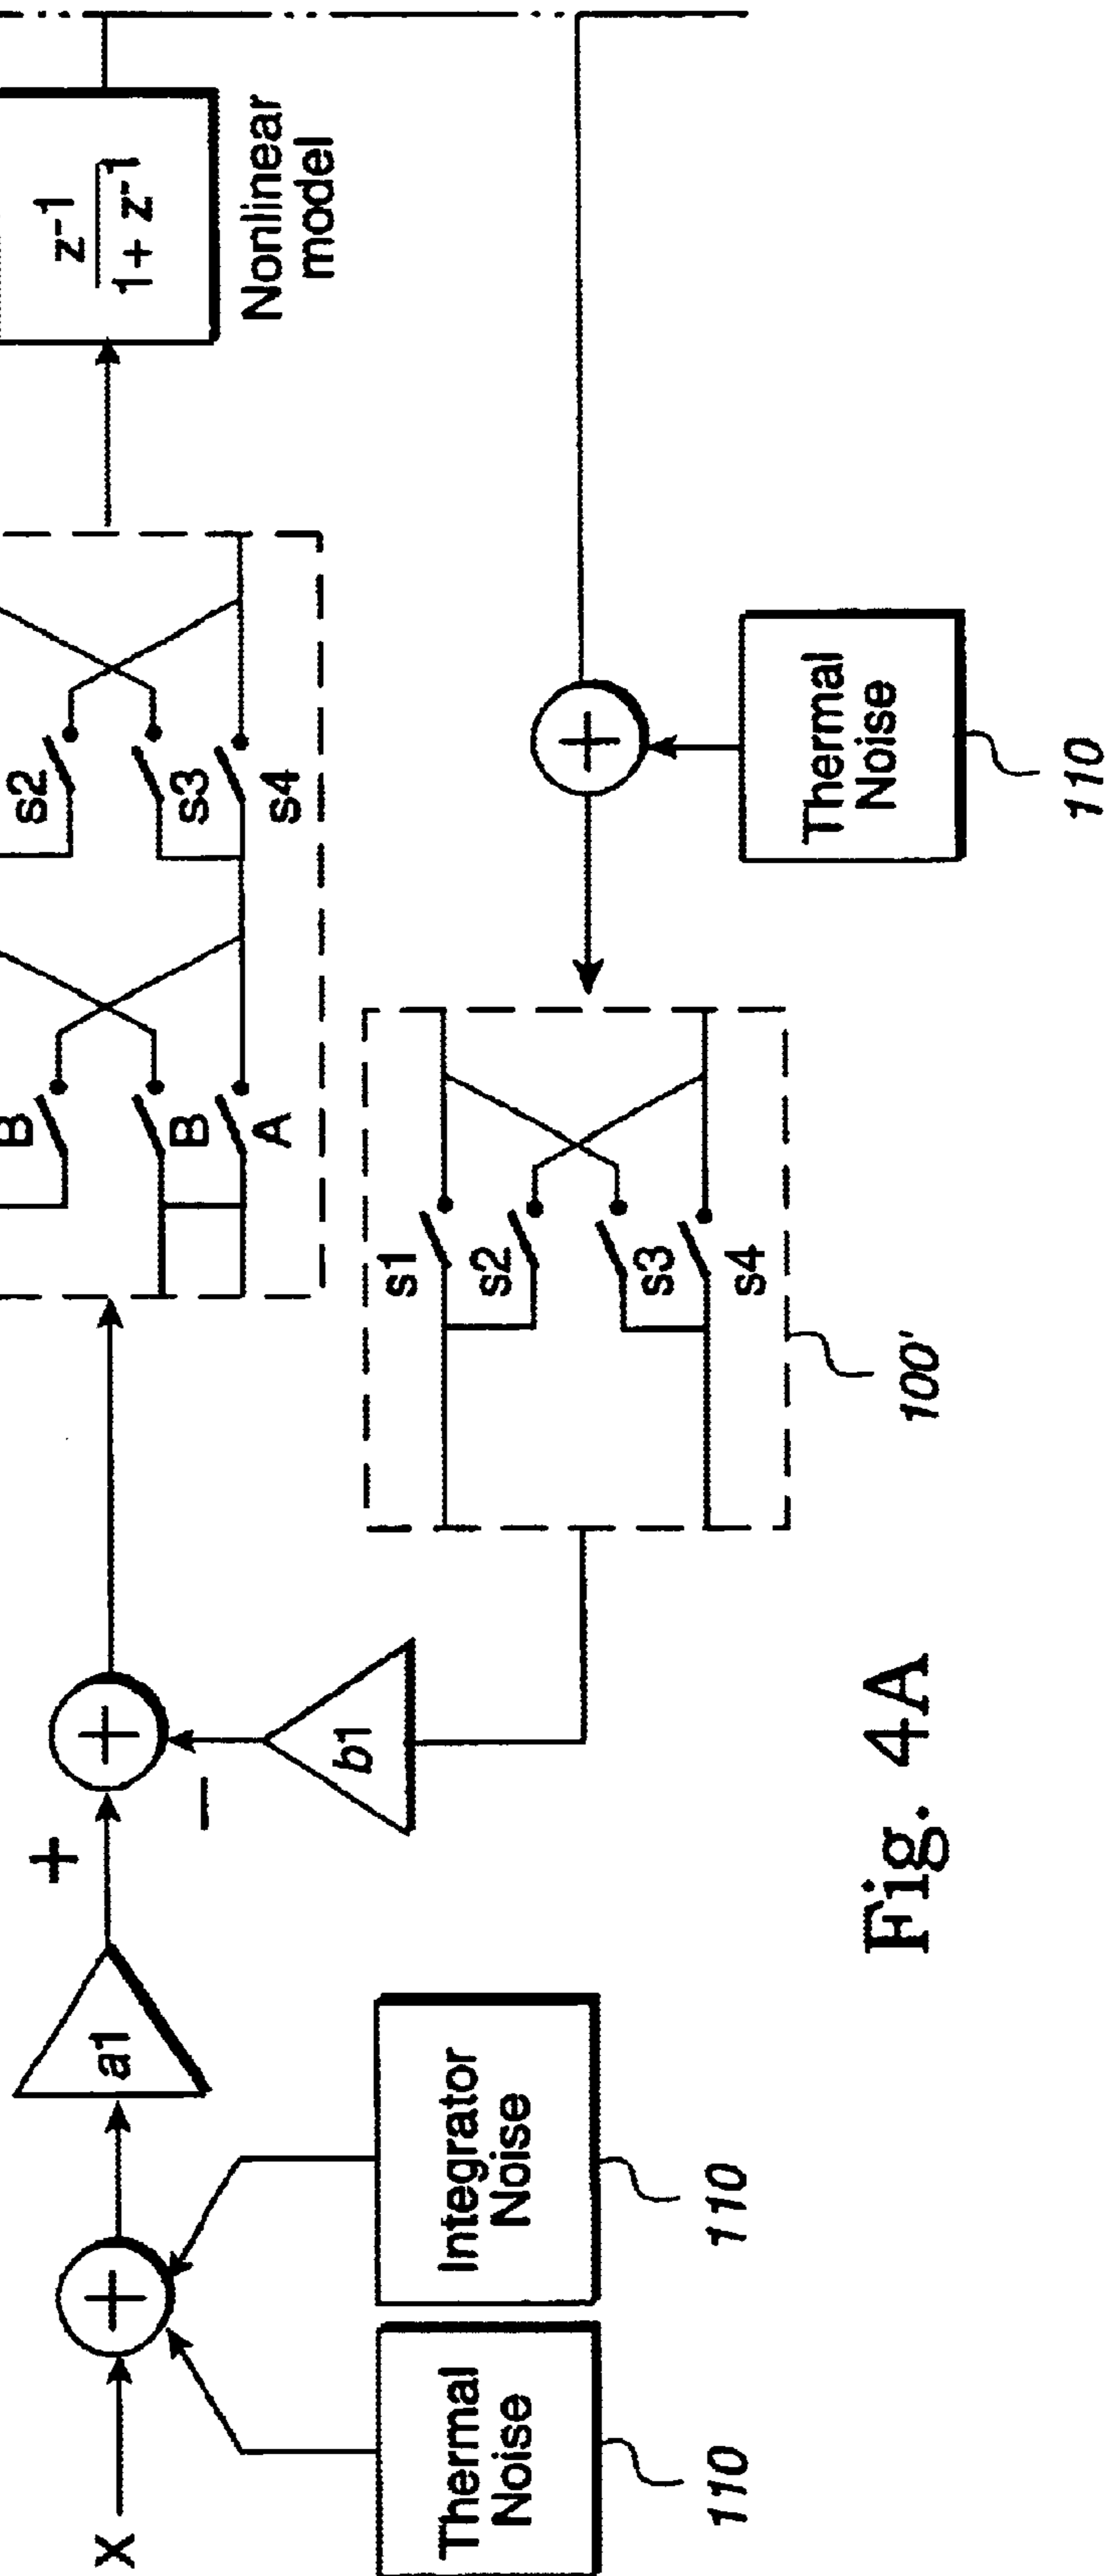 X
+
Thermal
Noise
110
Integrator
Noise
110
a1
+
−
+
b1
B
B
A
s2
s3
s4
z-1
1+ z-1
Nonlinear
model
s1
s2
s3
s4
100'
+
Thermal
Noise
110
Fig. 4A